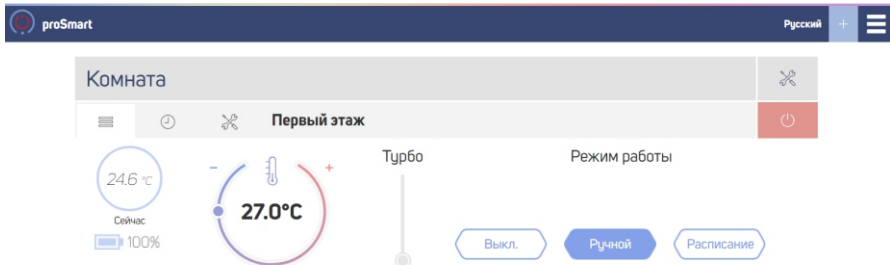 proSmart
Русский
Комната
Первый этаж
24.6 °C
Сейчас
100%
27.0°C
Турбо
Режим работы
Выкл.
Ручной
Расписание